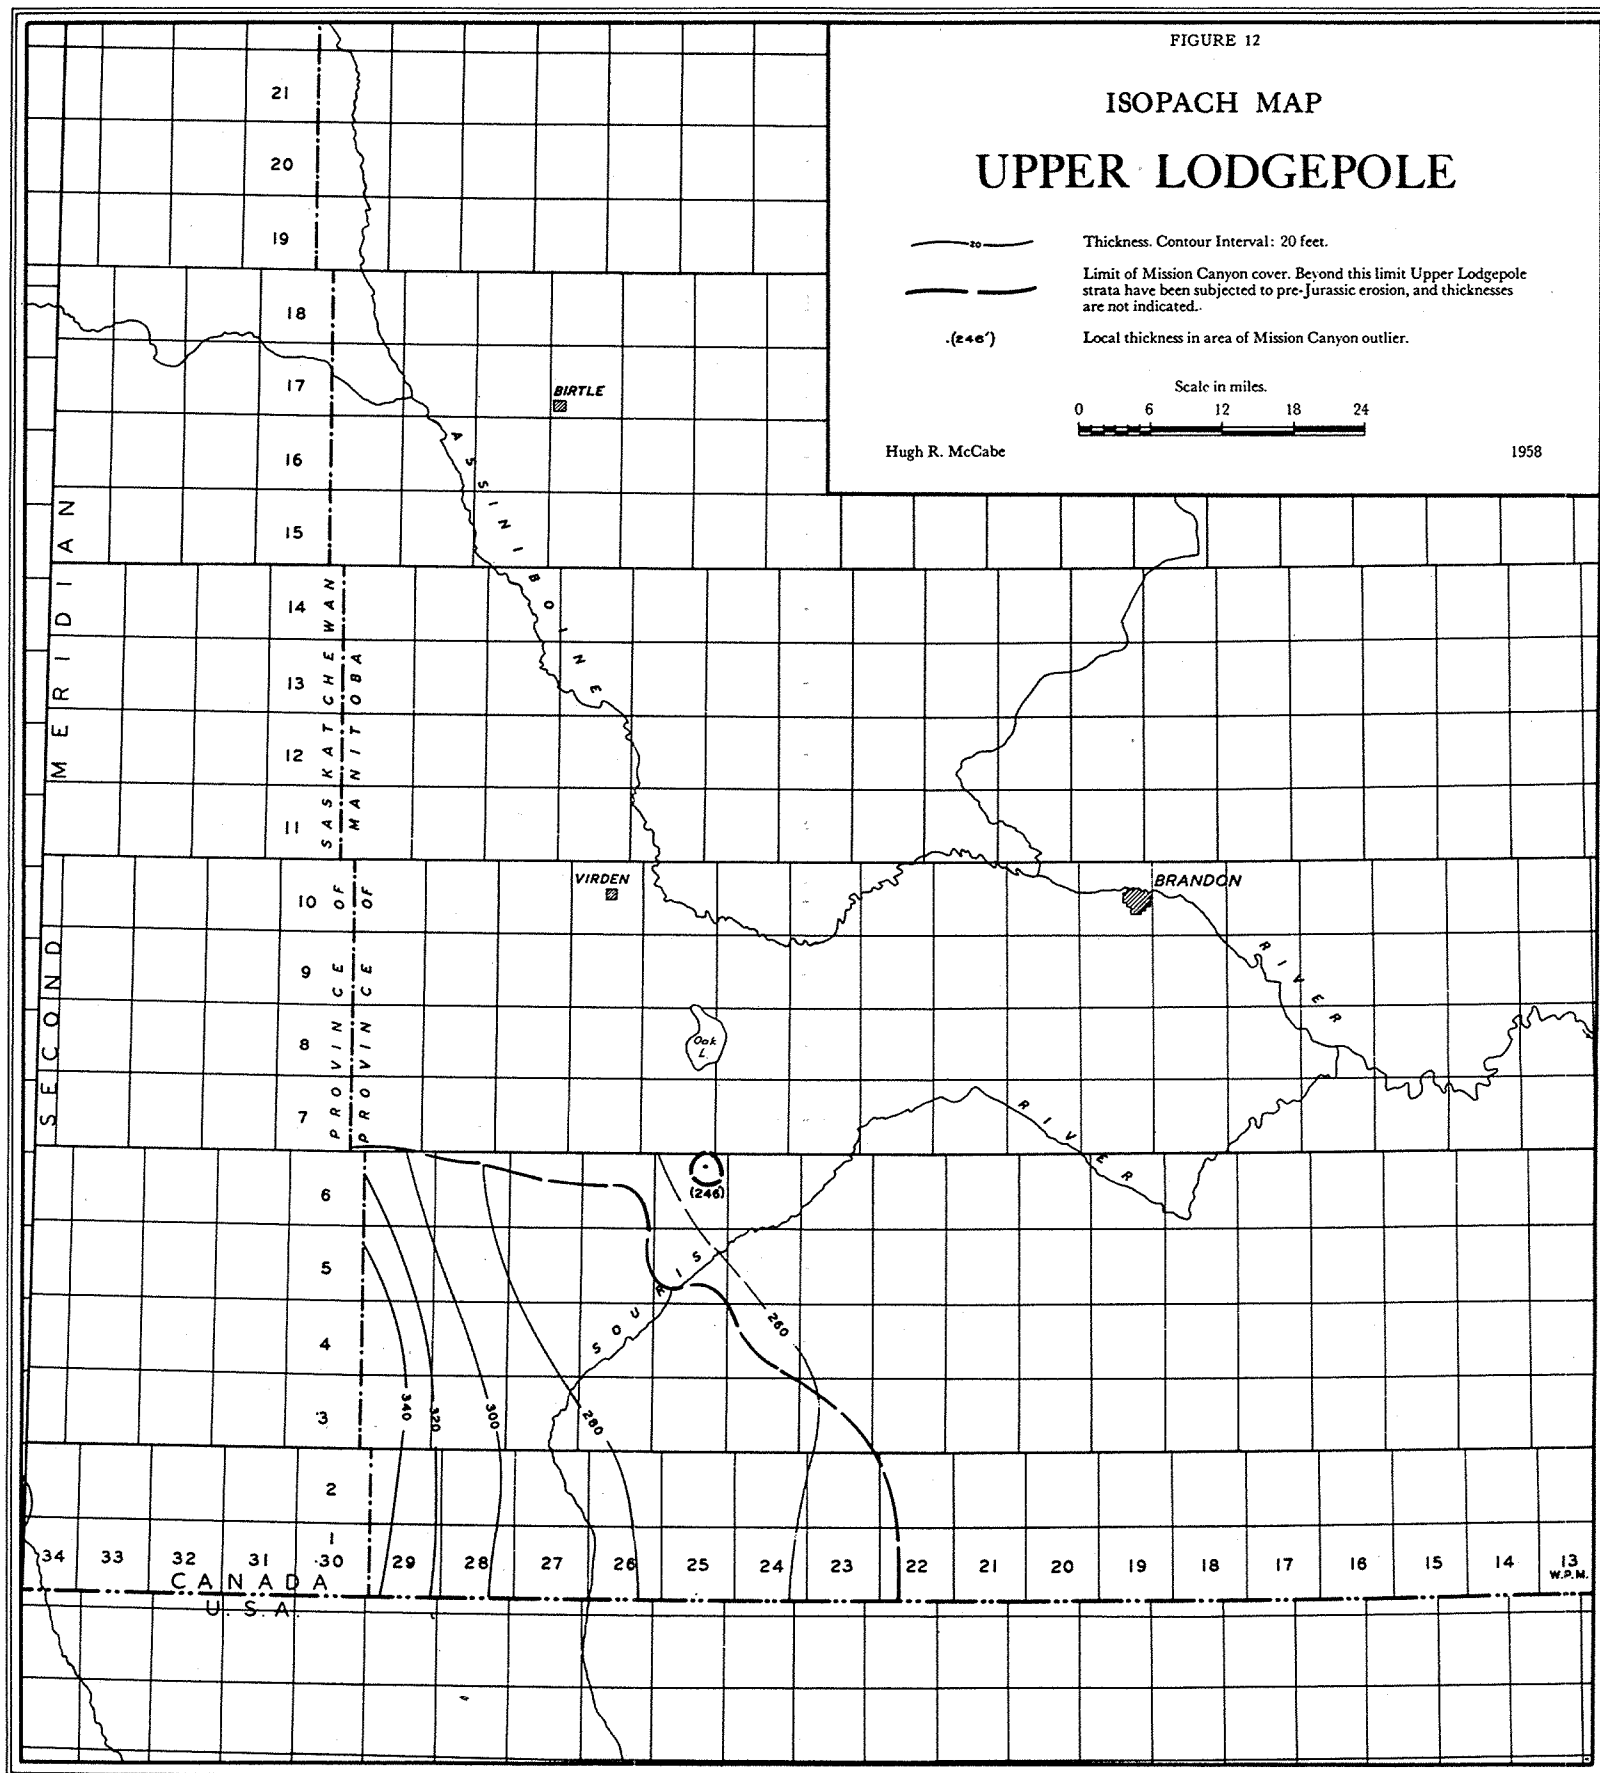 FIGURE 12
ISOPACH MAP
UPPER LODGEPOLE
20
Thickness. Contour Interval: 20 feet.
Limit of Mission Canyon cover. Beyond this limit Upper Lodgepole
strata have been subjected to pre-Jurassic erosion, and thicknesses
are not indicated.
.(246')
Local thickness in area of Mission Canyon outlier.
Scale in miles.
0 6 12 18 24
Hugh R. McCabe
1958
21
20
19
18
17
16
15
14
13
12
11
10
9
8
7
6
5
4
3
2
1
SECOND MERIDIAN
PROVINCE OF SASKATCHEWAN
PROVINCE OF MANITOBA
BIRTLE
ASSINIBOINE
VIRDEN
BRANDON
RIVER
Oak
L.
RIVER
SOURIS
(246')
260
340
320
300
280
34 33 32 31 30 29 28 27 26 25 24 23 22 21 20 19 18 17 16 15 14 13
W.P.M.
CANADA
U.S.A.